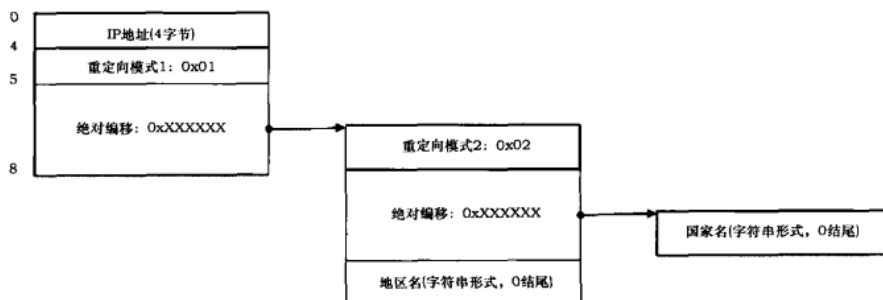 0
IP地址(4字节)
4
重定向模式1: 0x01
5
绝对编移: 0xXXXXXX
8
重定向模式2: 0x02
绝对编移: 0xXXXXXX
国家名(字符串形式, 0结尾)
地区名(字符串形式, 0结尾)